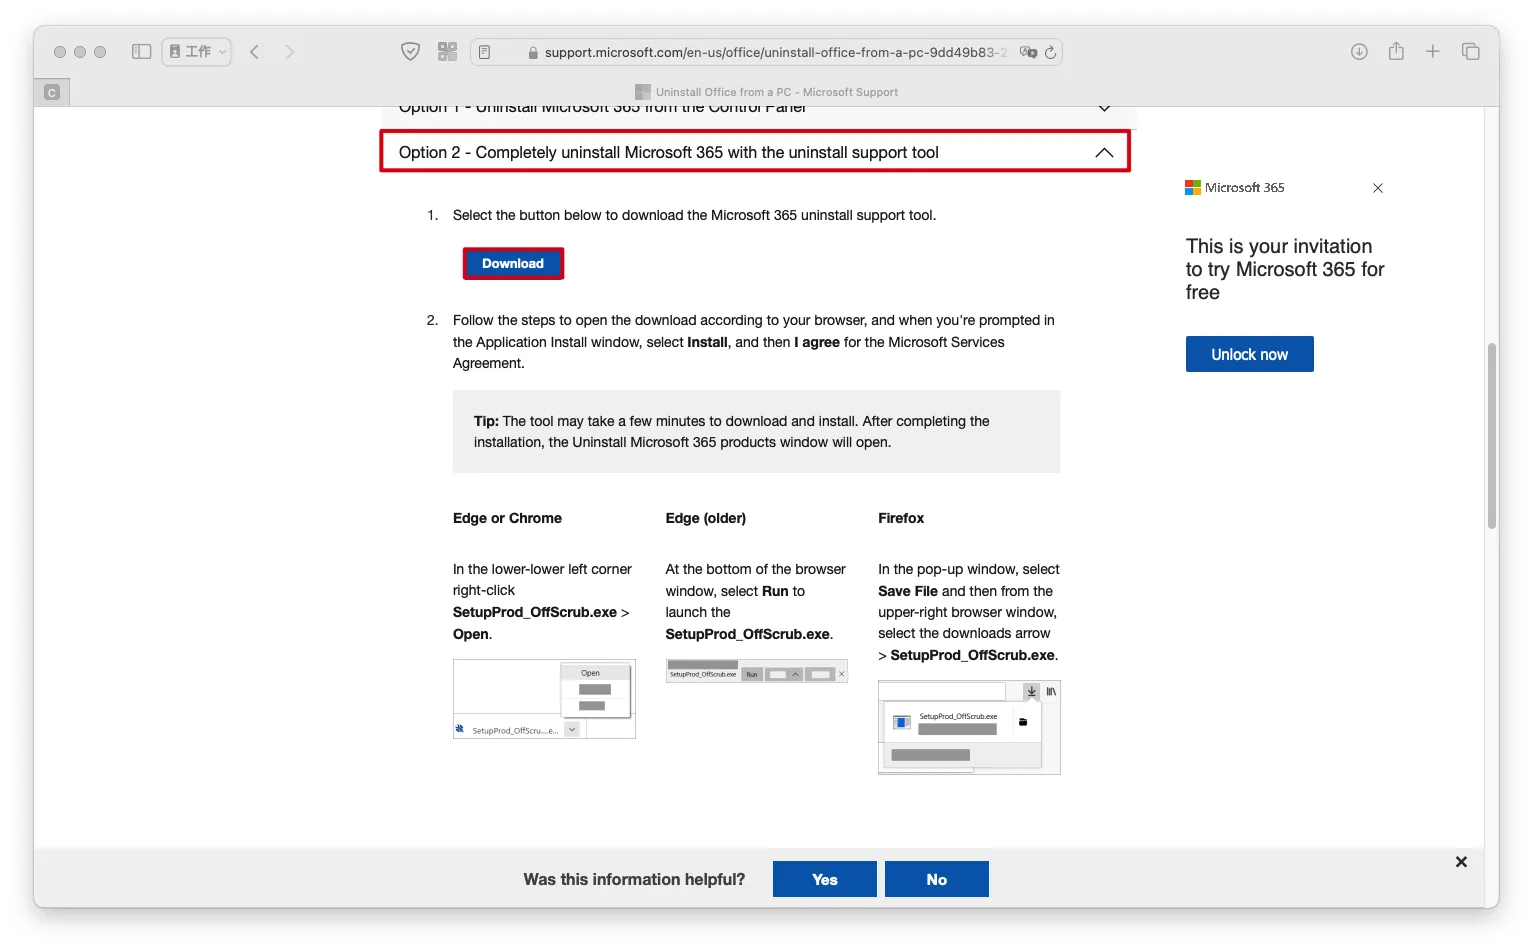 工作
support.microsoft.com/en-us/office/uninstall-office-from-a-pc-9dd49b83-2
C
Uninstall Office from a PC - Microsoft Support
Option 1 - Uninstall Microsoft 365 from the Control Panel
Option 2 - Completely uninstall Microsoft 365 with the uninstall support tool
1. Select the button below to download the Microsoft 365 uninstall support tool.
Download
2. Follow the steps to open the download according to your browser, and when you're prompted in
the Application Install window, select Install, and then I agree for the Microsoft Services
Agreement.
Tip: The tool may take a few minutes to download and install. After completing the
installation, the Uninstall Microsoft 365 products window will open.
Edge or Chrome
In the lower-lower left corner
right-click
SetupProd_OffScrub.exe >
Open.
Open
SetupProd_OffScru....e...
Edge (older)
At the bottom of the browser
window, select Run to
launch the
SetupProd_OffScrub.exe.
SetupProd_OffScrub.exe Run
Firefox
In the pop-up window, select
Save File and then from the
upper-right browser window,
select the downloads arrow
> SetupProd_OffScrub.exe.
SetupProd_OffScrub.exe
Microsoft 365
This is your invitation
to try Microsoft 365 for
free
Unlock now
Was this information helpful?
Yes
No